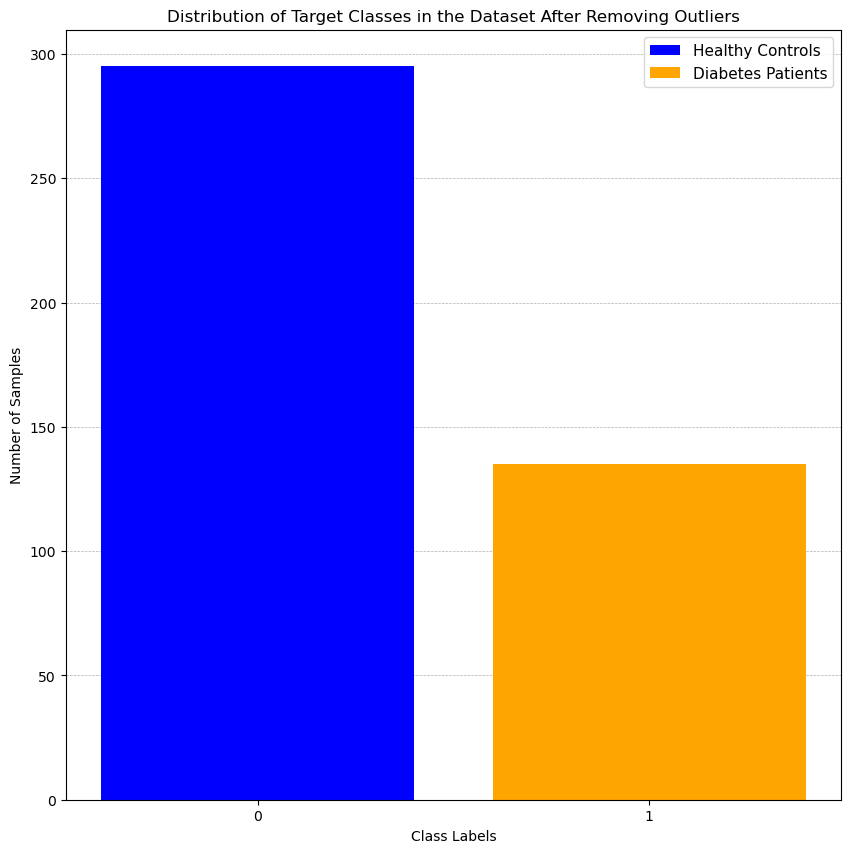 Distribution of Target Classes in the Dataset After Removing Outliers
Healthy Controls
Diabetes Patients
300
250
200
150
100
50
0
Number of Samples
0 1
Class Labels